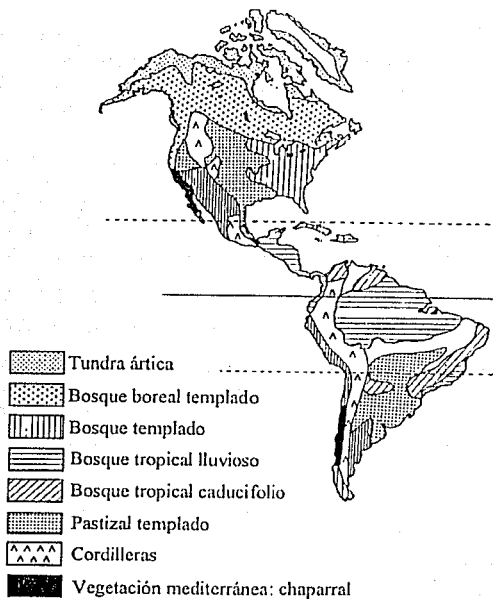 Tundra ártica
Bosque boreal templado
Bosque templado
Bosque tropical lluvioso
Bosque tropical caducifolio
Pastizal templado
Cordilleras
Vegetación mediterránea: chaparral